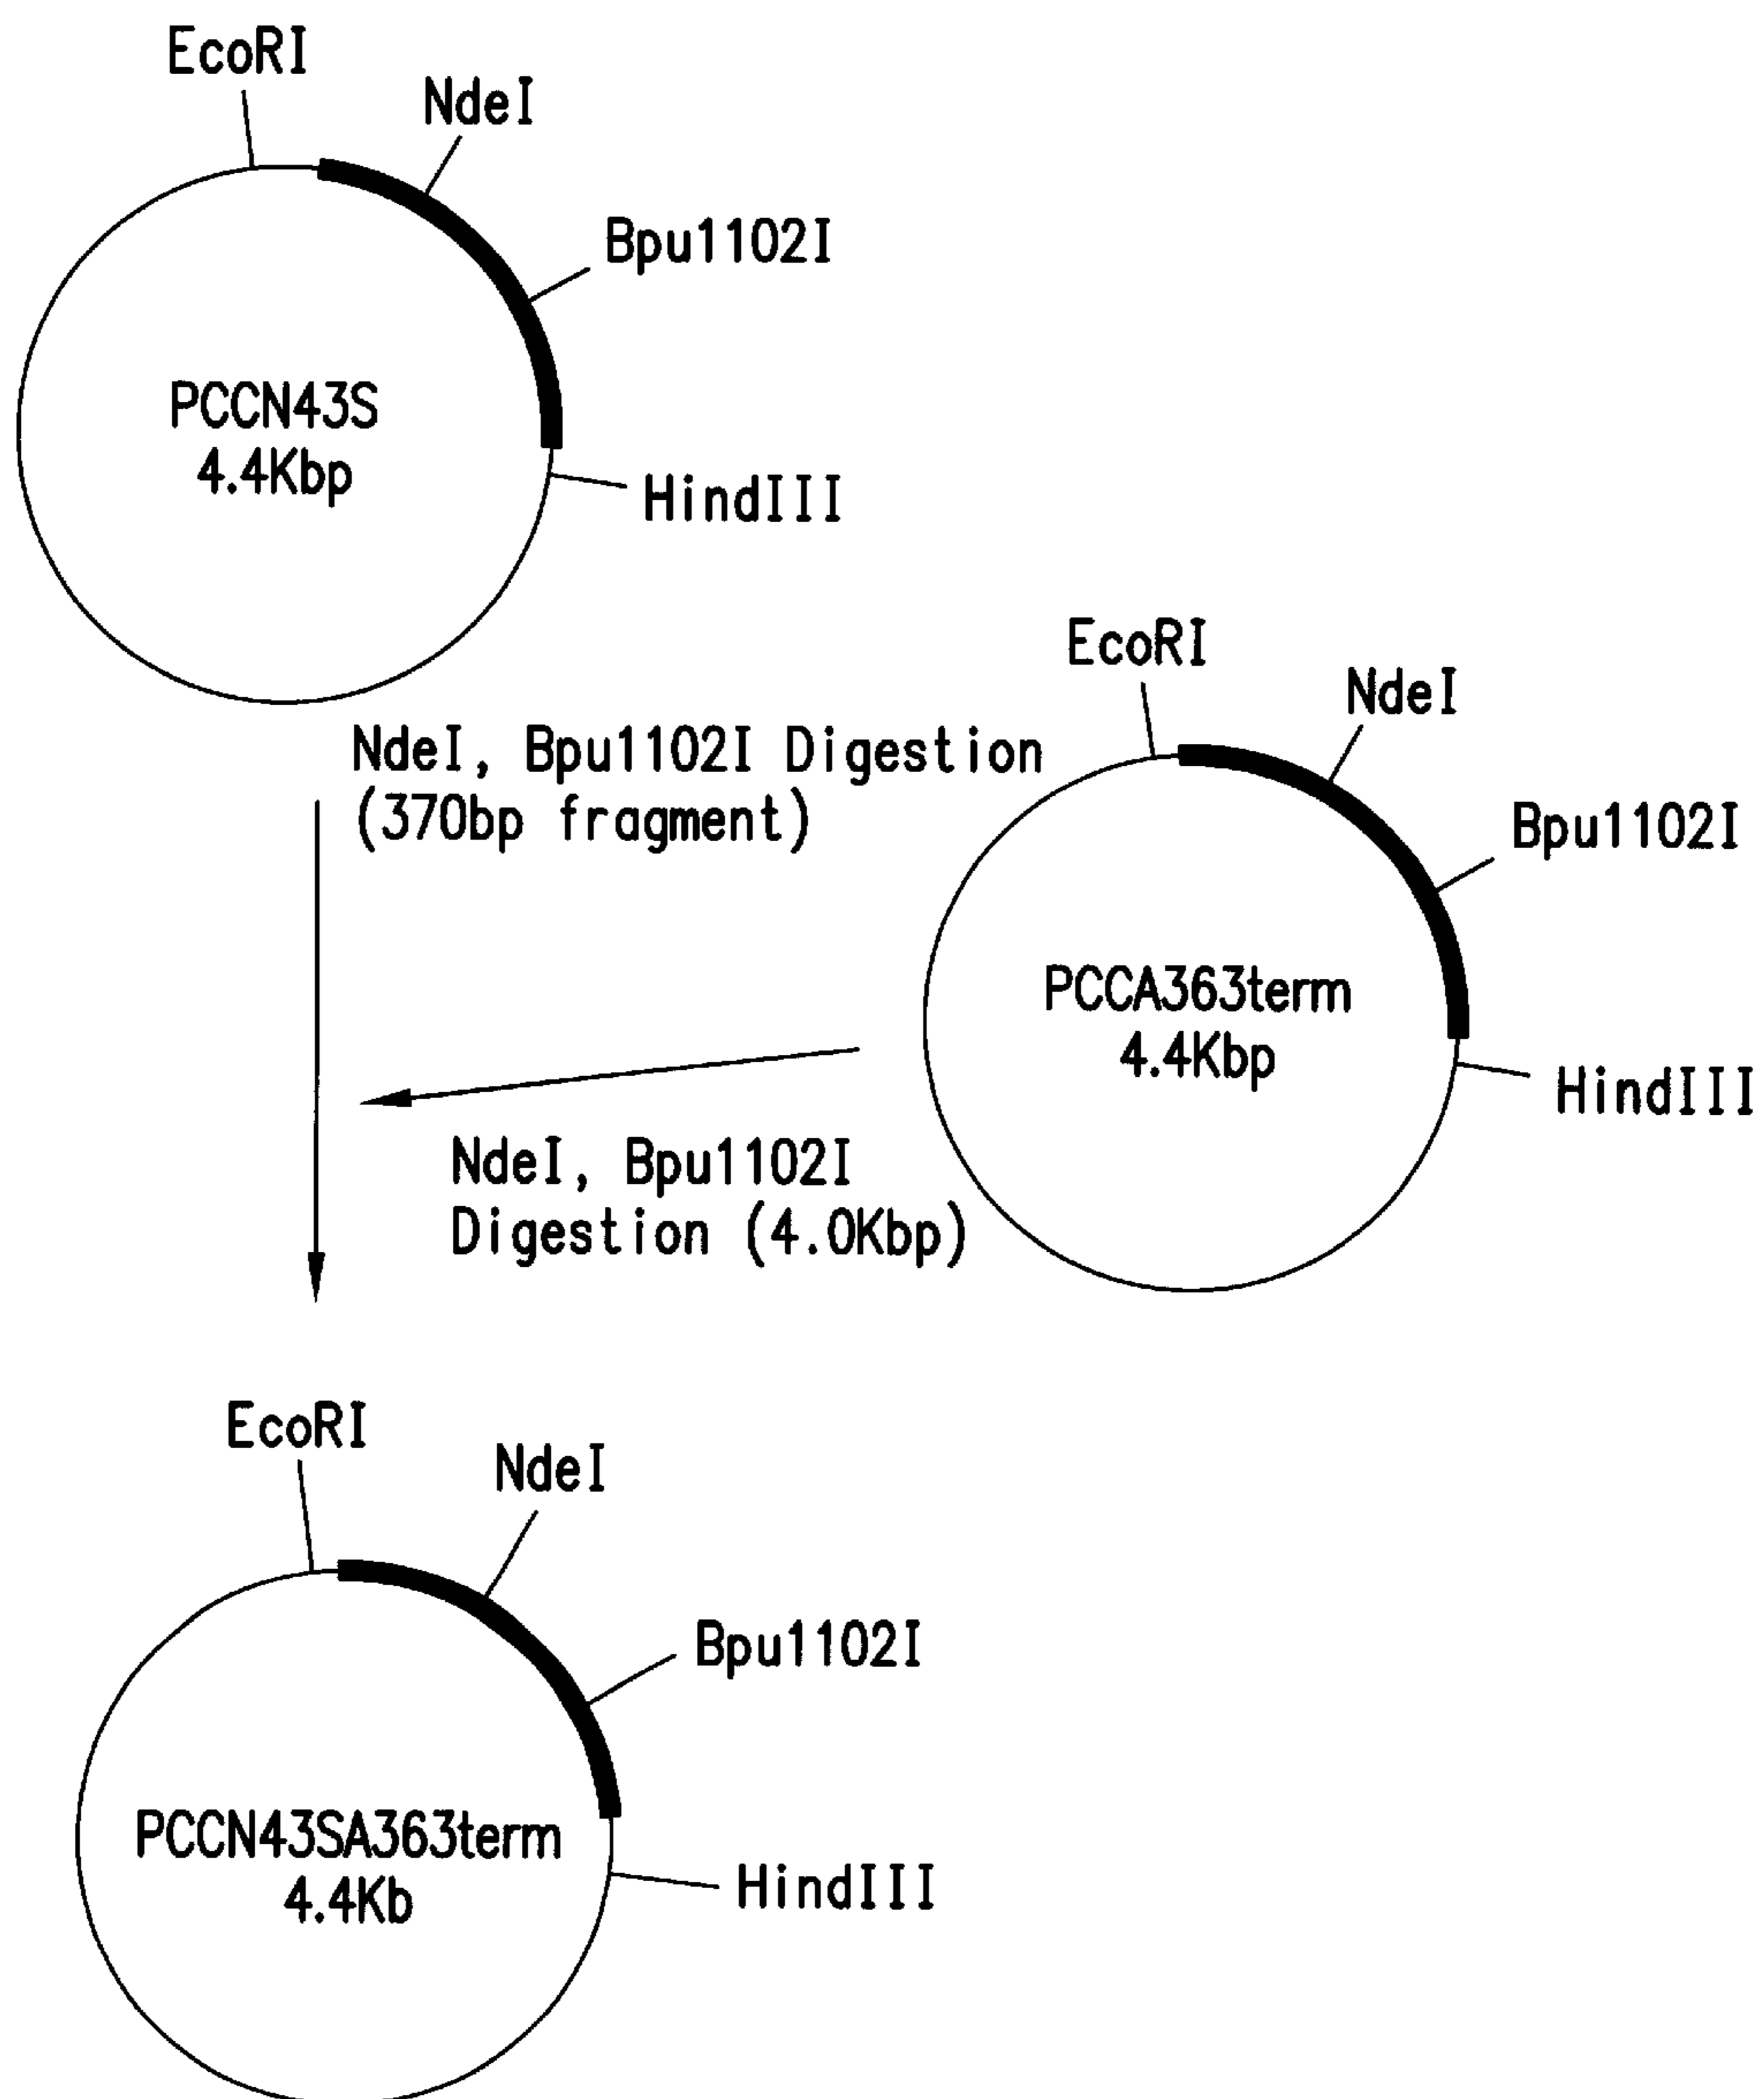 EcoRI
NdeI
Bpu1102I
PCCN43S
4.4Kbp
HindIII
NdeI, Bpu1102I Digestion
(370bp fragment)
EcoRI
NdeI
Bpu1102I
PCCA363term
4.4Kbp
HindIII
NdeI, Bpu1102I
Digestion (4.0Kbp)
EcoRI
NdeI
Bpu1102I
PCCN43SA363term
4.4Kb
HindIII